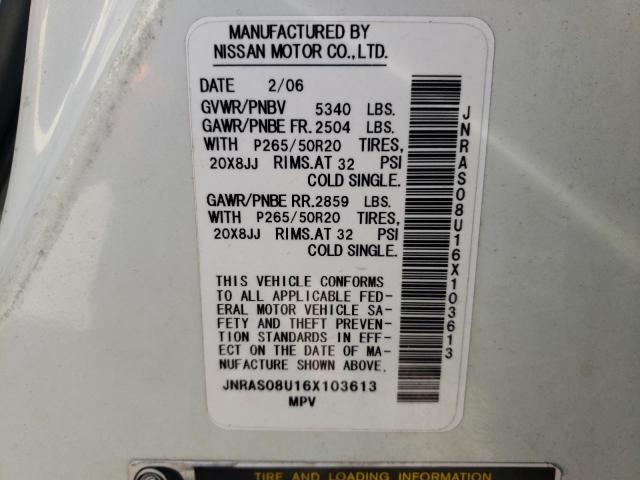 MANUFACTURED BY
NISSAN MOTOR CO.,LTD.
DATE 2/06
GVWR/PNBV 5340 LBS.
GAWR/PNBE FR.2504 LBS.
WITH P265/50R20 TIRES,
20X8JJ RIMS.AT 32 PSI
COLD SINGLE.
GAWR/PNBE RR.2859 LBS.
WITH P265/50R20 TIRES,
20X8JJ RIMS.AT 32 PSI
COLD SINGLE.
THIS VEHICLE CONFORMS
TO ALL APPLICABLE FED-
ERAL MOTOR VEHICLE SA-
FETY AND THEFT PREVEN-
TION STANDARDS IN EFF-
ECT ON THE DATE OF MA-
NUFACTURE SHOWN ABOVE.
JNRAS08U16X103613
MPV
JNRAS08U16X103613
TIRE AND LOADING INFORMATION